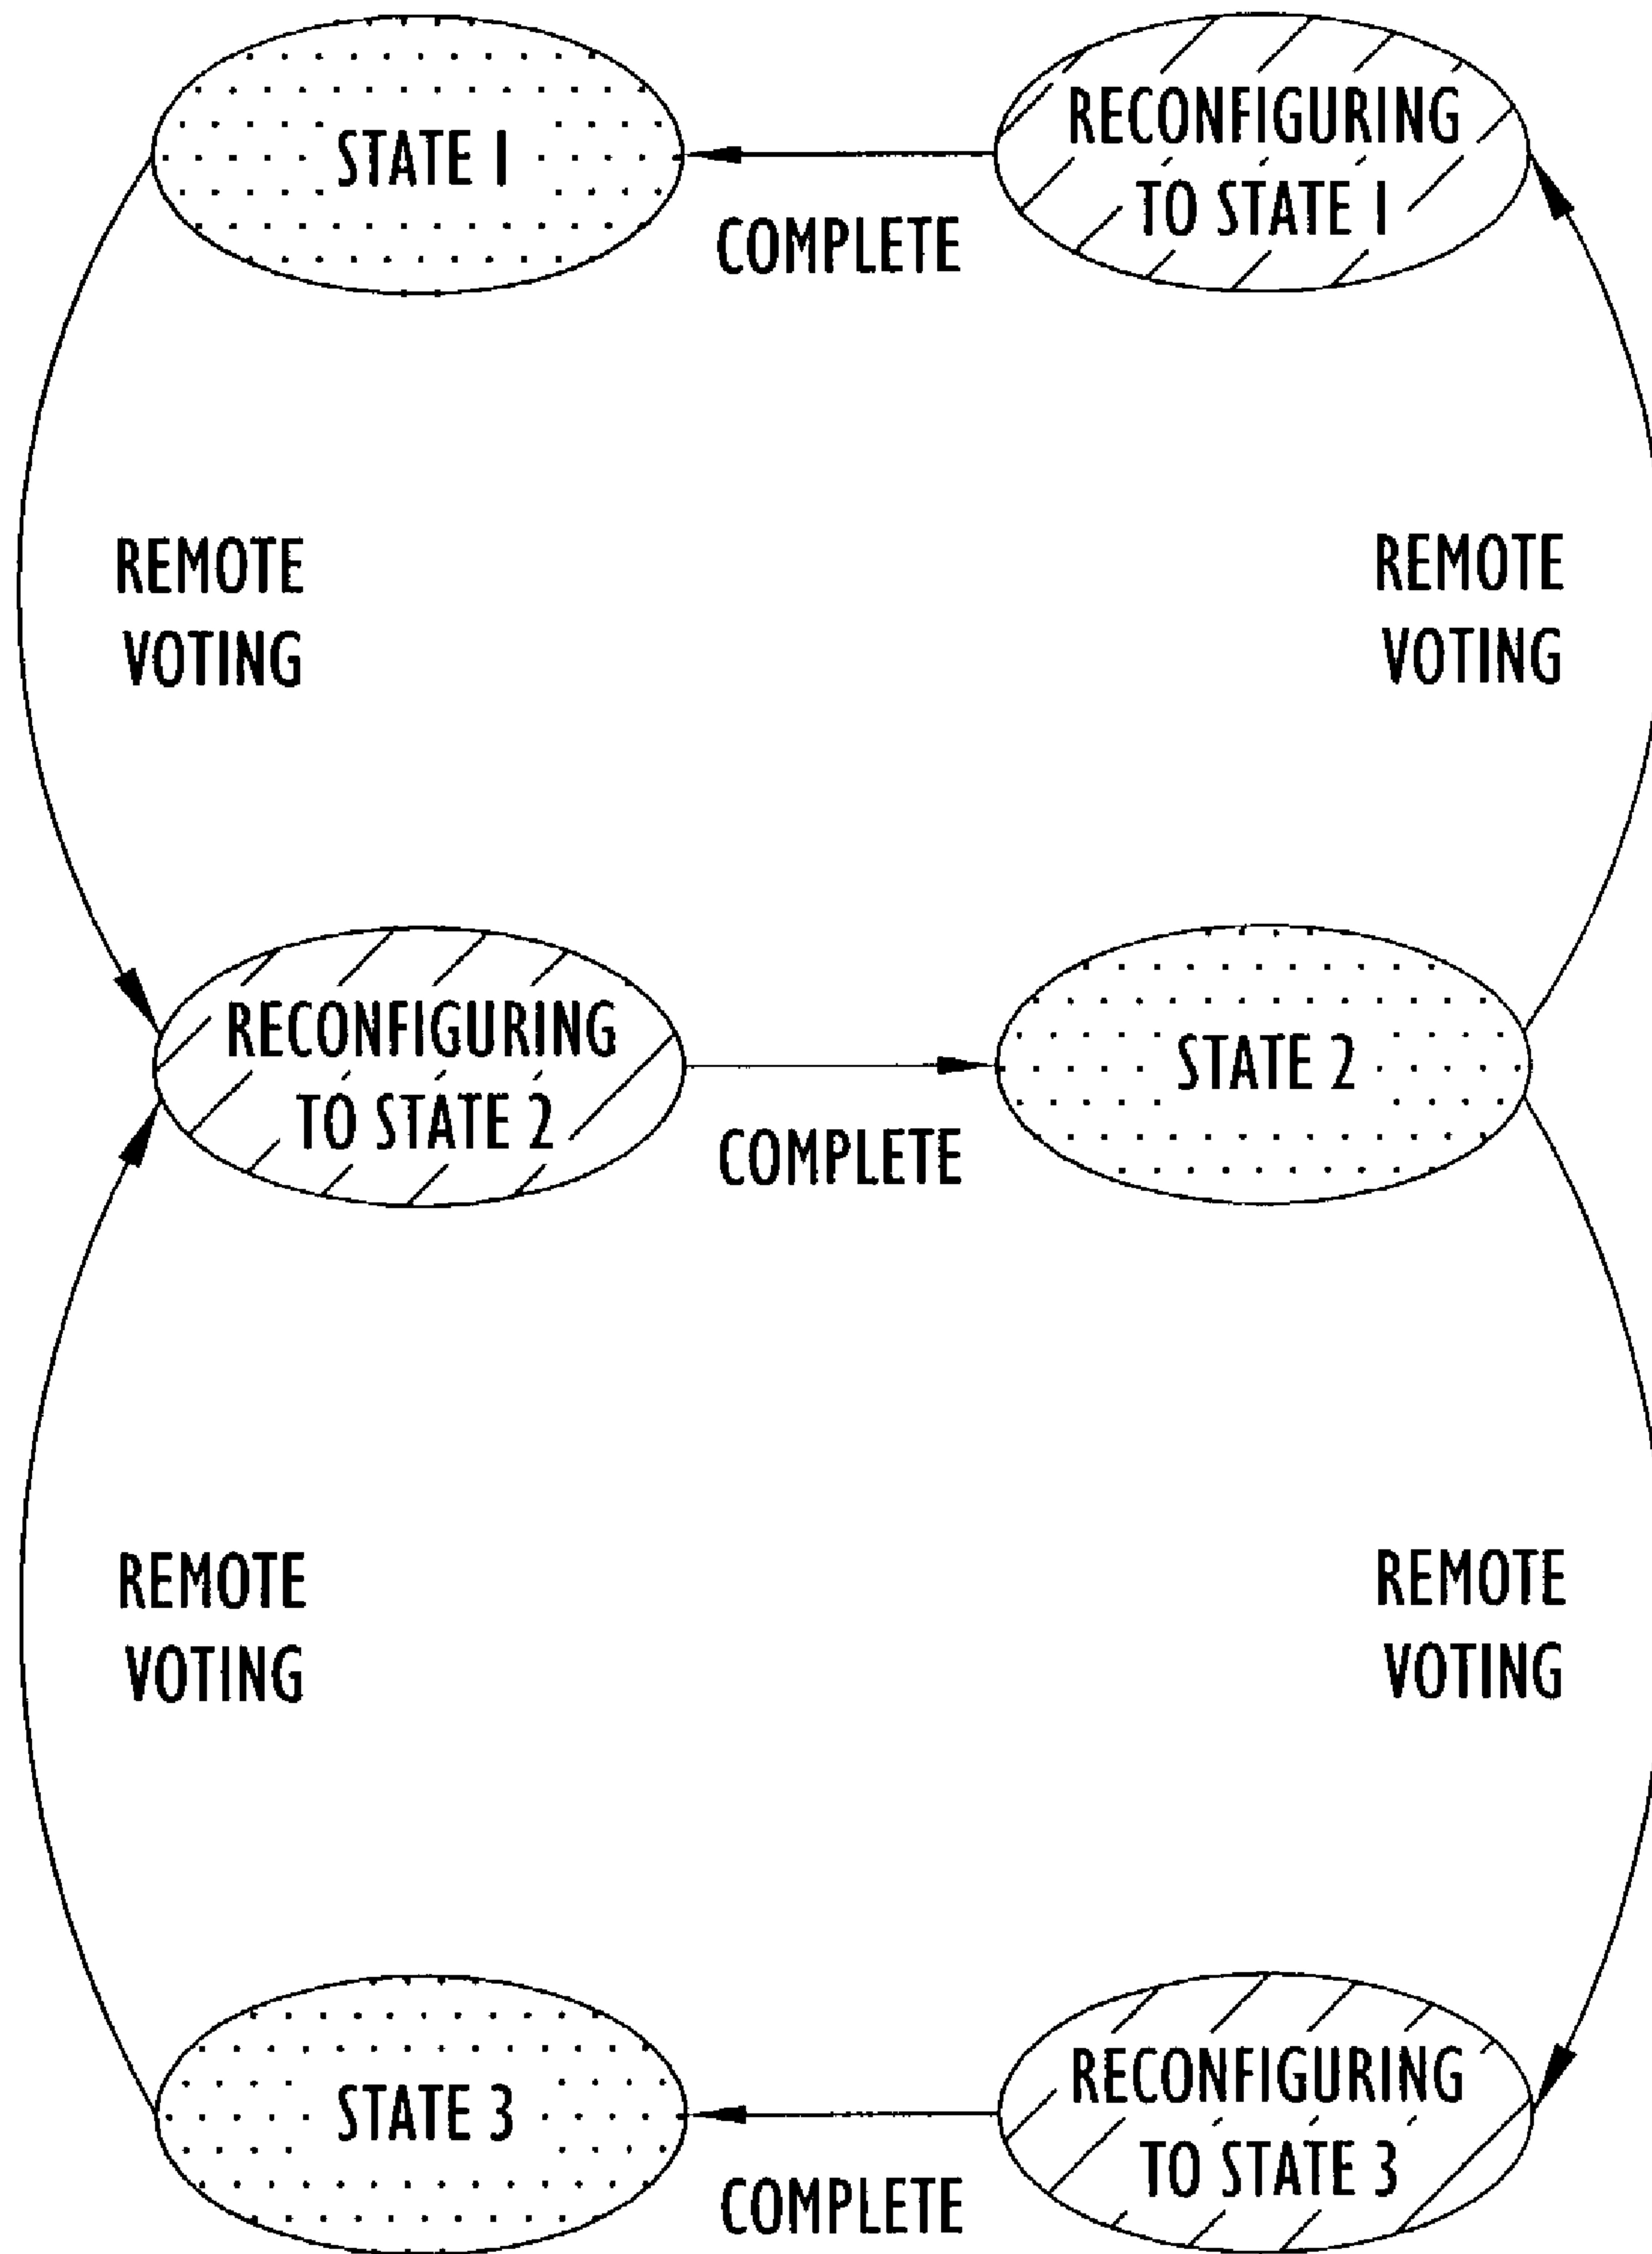 STATE 1
RECONFIGURING
TO STATE 1
COMPLETE
REMOTE
VOTING
REMOTE
VOTING
RECONFIGURING
TO STATE 2
STATE 2
COMPLETE
REMOTE
VOTING
REMOTE
VOTING
STATE 3
RECONFIGURING
TO STATE 3
COMPLETE